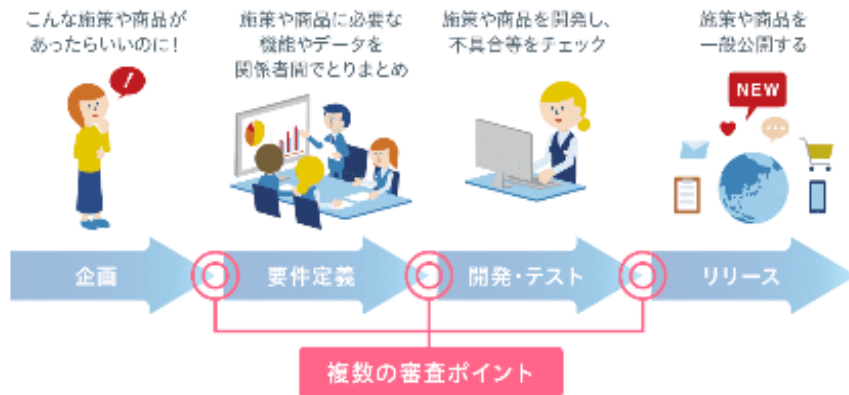 こんな施策や商品が
あったらいいのに!
施策や商品に必要な
機能やデータを
関係者間でとりまとめ
施策や商品を開発し、
不具合等をチェック
施策や商品を
一般公開する
!
NEW
企画
要件定義
開発・テスト
リリース
複数の審査ポイント